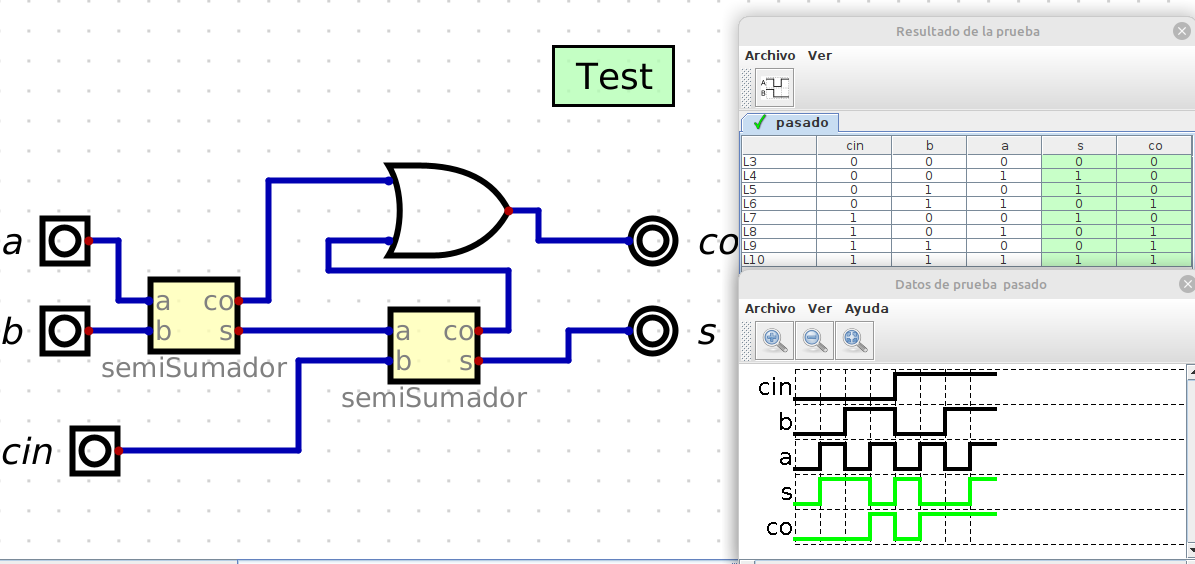 Test
a
b
cin
a co
b s
semiSumador
a co
b s
semiSumador
co
s
Resultado de la prueba
Archivo Ver
A
B
pasado
cin b a s co
L3 0 0 0 0 0
L4 0 0 1 1 0
L5 0 1 0 1 0
L6 0 1 1 0 1
L7 1 0 0 1 0
L8 1 0 1 0 1
L9 1 1 0 0 1
L10 1 1 1 1 1
Datos de prueba pasado
Archivo Ver Ayuda
cin
b
a
s
co